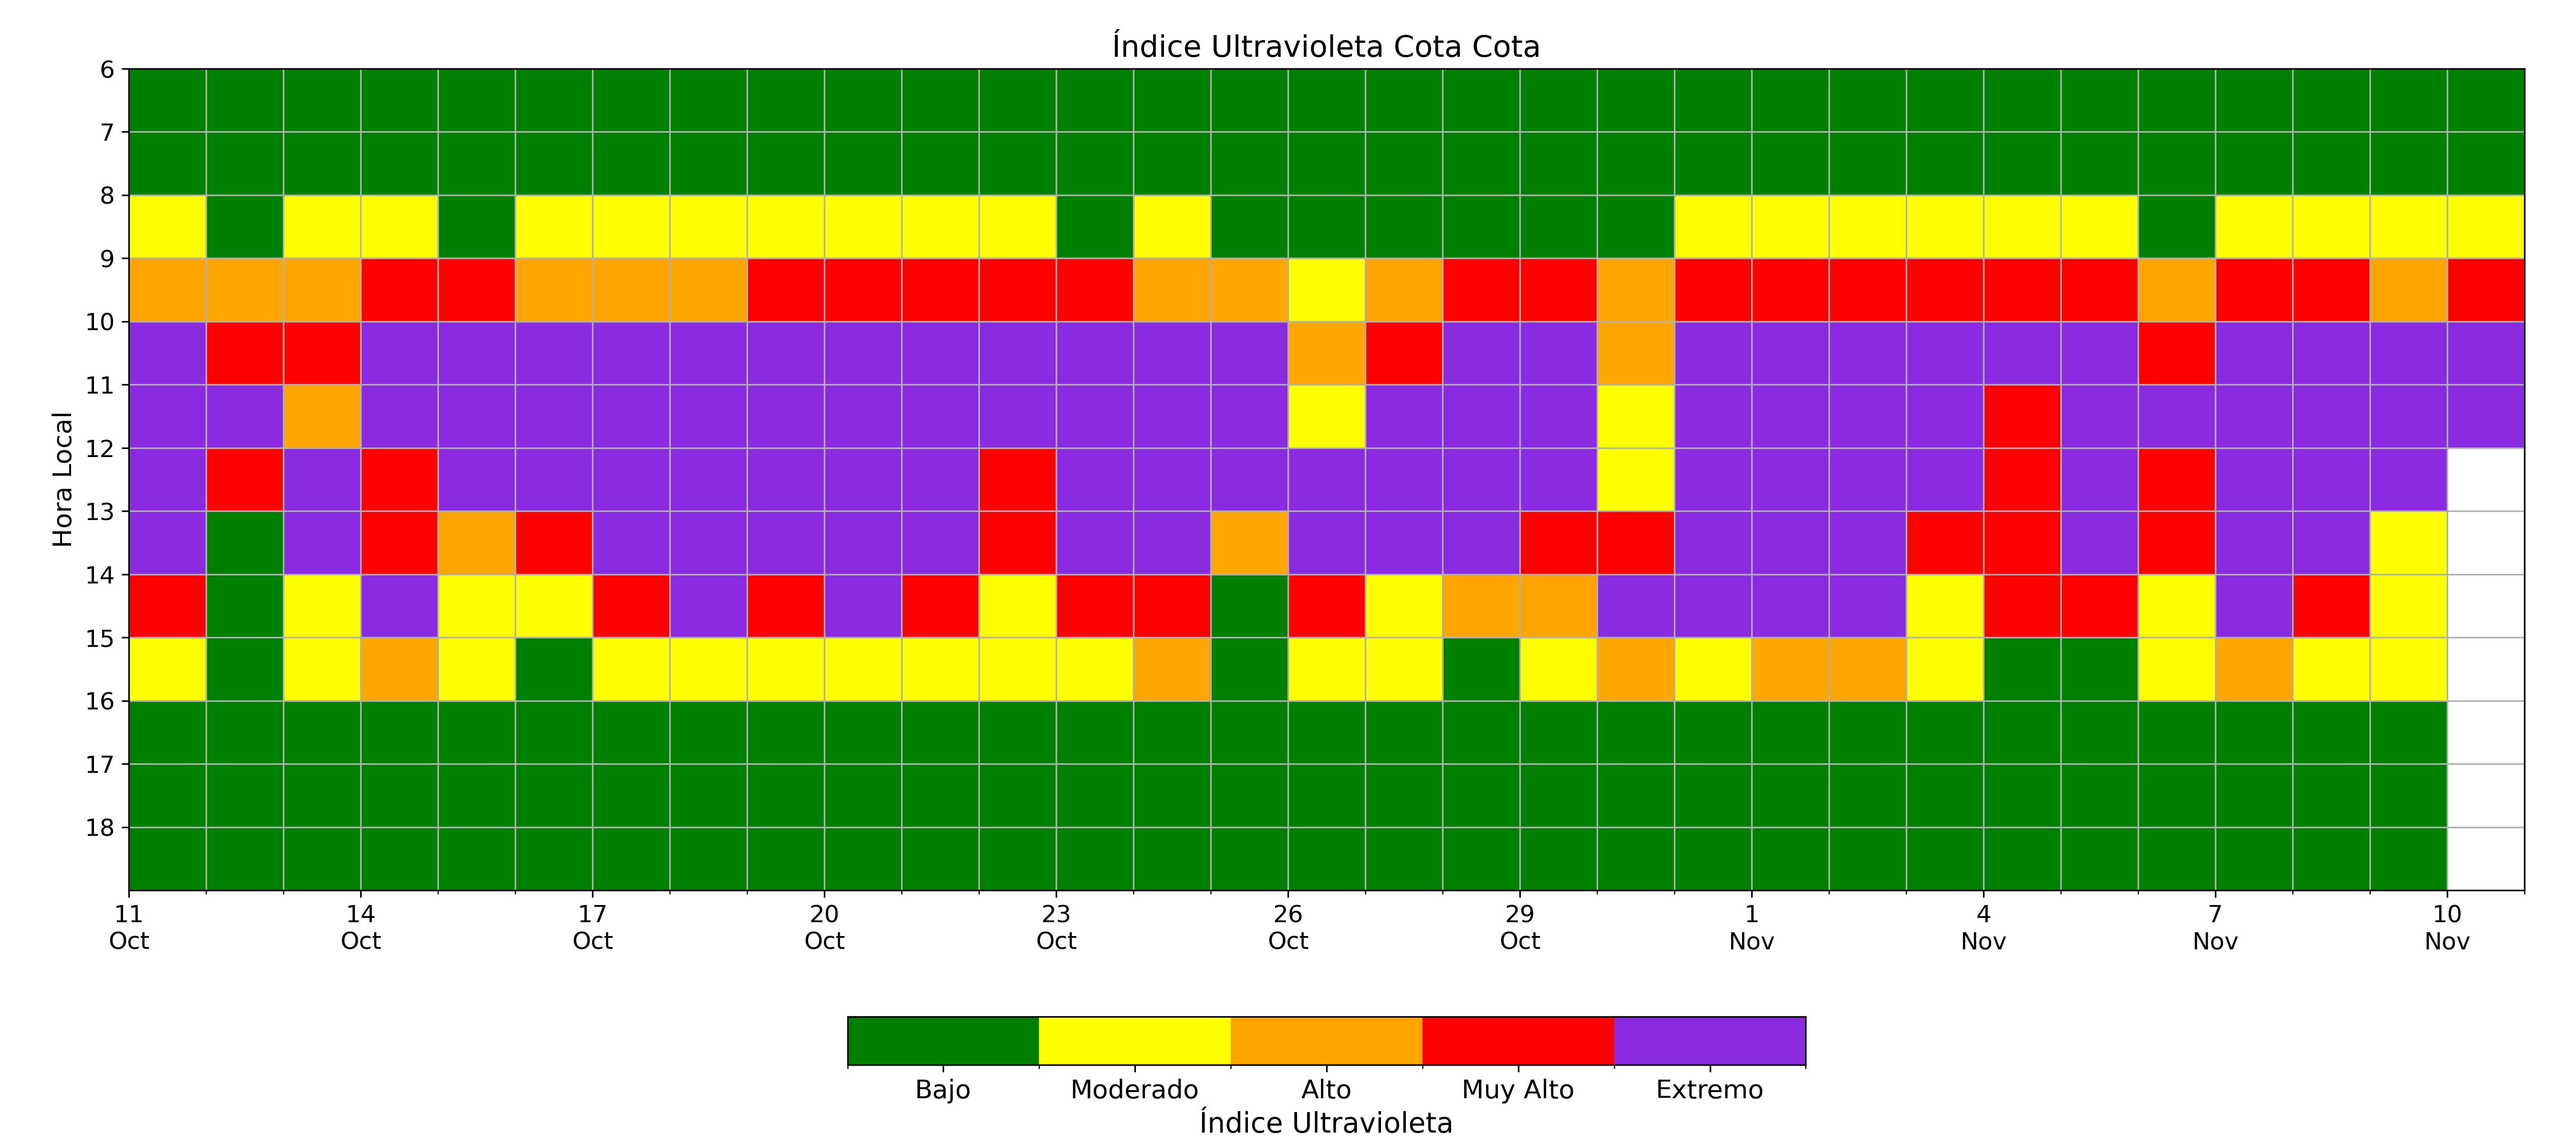 Índice Ultravioleta Cota Cota
Hora Local
6
7
8
9
10
11
12
13
14
15
16
17
18
11 14 17 20 23 26 29 1 4 7 10
Oct Oct Oct Oct Oct Oct Oct Nov Nov Nov Nov
Bajo Moderado Alto Muy Alto Extremo
Índice Ultravioleta